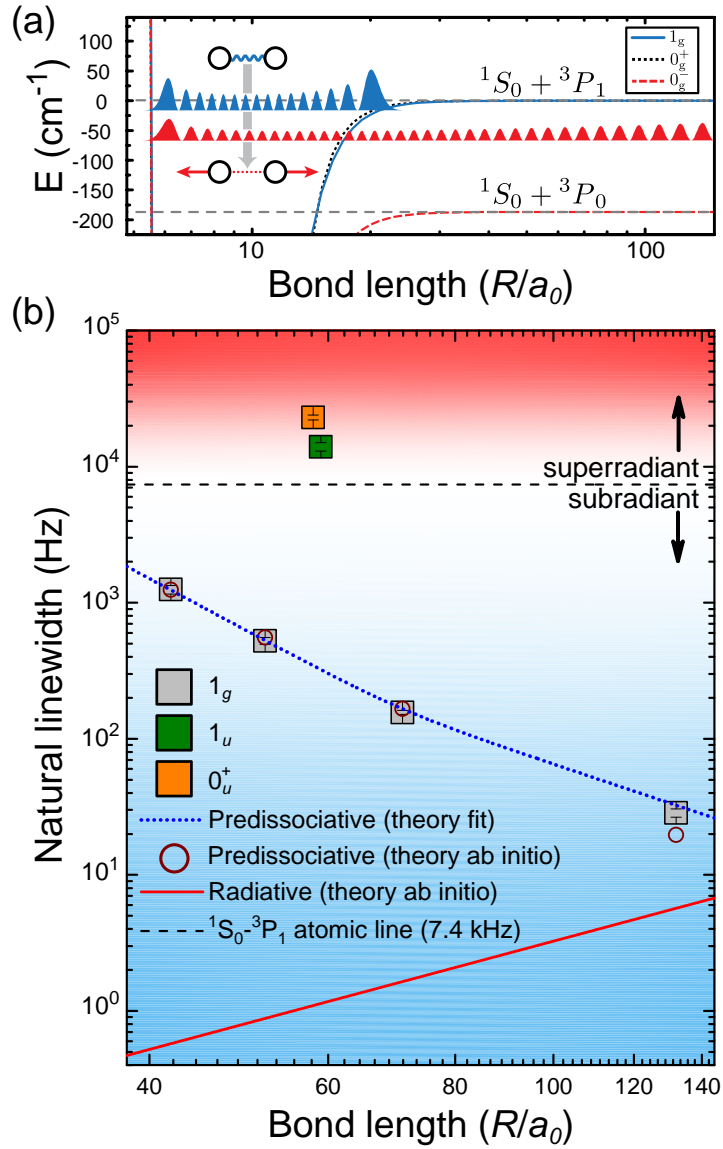 (a)
E (cm⁻¹)
100
50
0
-50
-100
-150
-200
1g
0g+
0g-
¹S₀ + ³P₁
¹S₀ + ³P₀
10
100
Bond length (R/a₀)
(b)
Natural linewidth (Hz)
10⁵
10⁴
10³
10²
10¹
10⁰
superradiant
subradiant
1g
1u
0u+
Predissociative (theory fit)
Predissociative (theory ab initio)
Radiative (theory ab initio)
¹S₀-³P₁ atomic line (7.4 kHz)
40
60
80
100
120
140
Bond length (R/a₀)